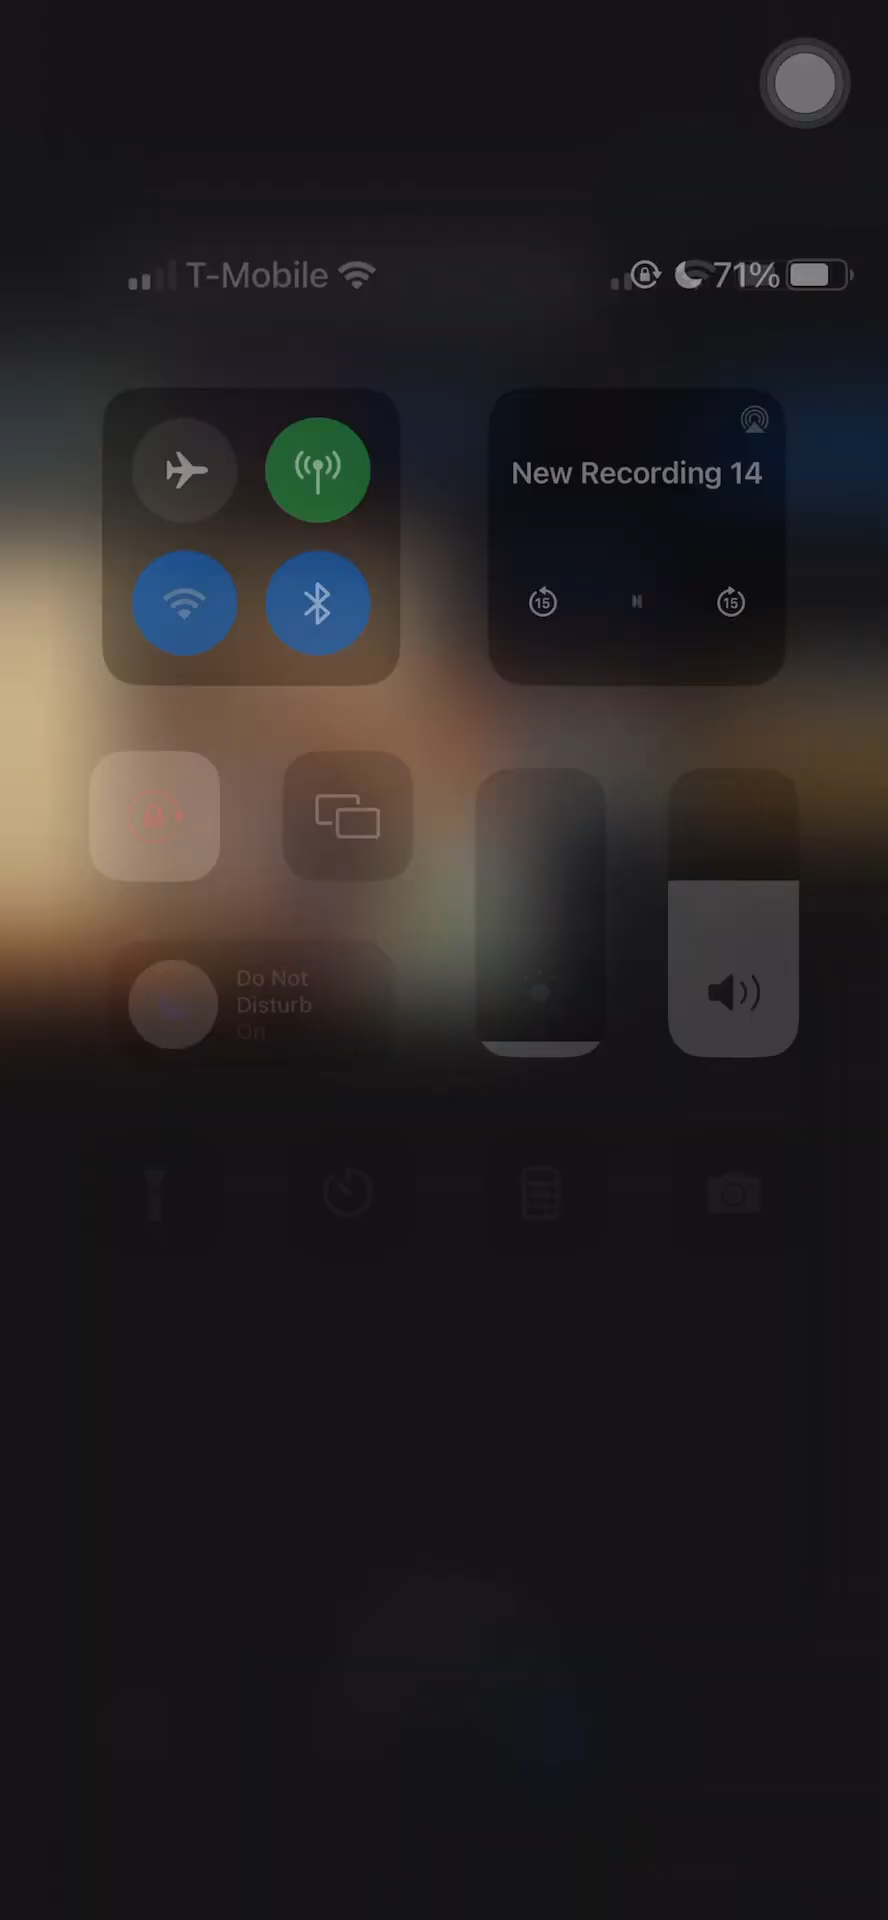 T-Mobile
71%
New Recording 14
15
15
Do Not
Disturb
On